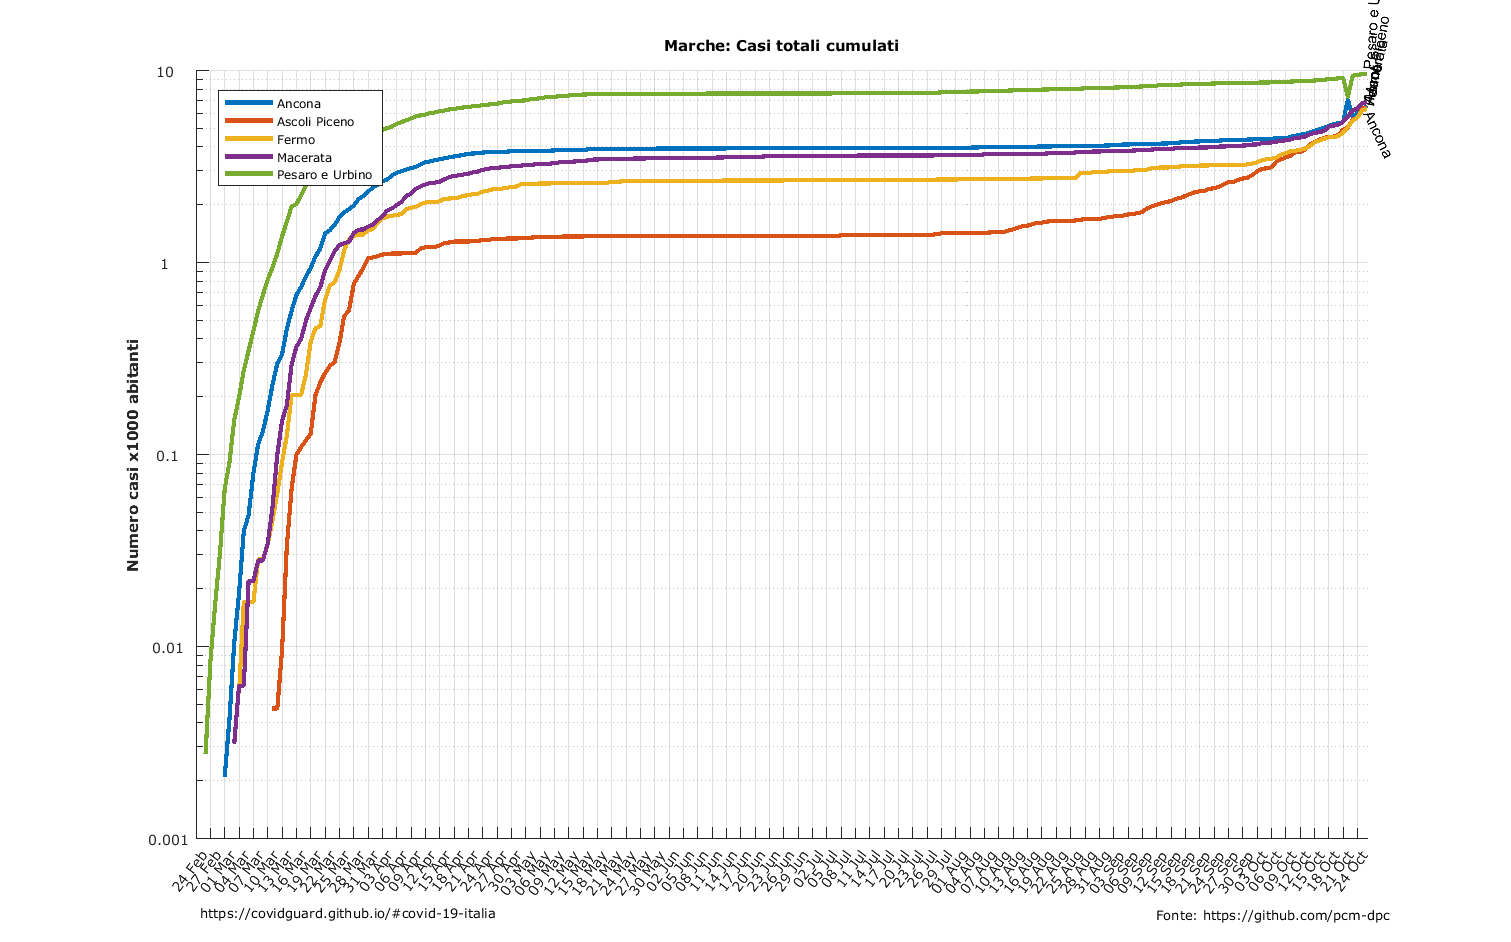 Marche: Casi totali cumulati
Numero casi x1000 abitanti
10
1
0.1
0.01
0.001
Ancona
Ascoli Piceno
Fermo
Macerata
Pesaro e Urbino
Pesaro e U
Ancona
24 Feb
27 Feb
01 Mar
04 Mar
07 Mar
10 Mar
13 Mar
16 Mar
19 Mar
22 Mar
25 Mar
28 Mar
31 Mar
03 Apr
06 Apr
09 Apr
12 Apr
15 Apr
18 Apr
21 Apr
24 Apr
27 Apr
30 Apr
03 May
06 May
09 May
12 May
15 May
18 May
21 May
24 May
27 May
30 May
02 Jun
05 Jun
08 Jun
11 Jun
14 Jun
17 Jun
20 Jun
23 Jun
26 Jun
29 Jun
02 Jul
05 Jul
08 Jul
11 Jul
14 Jul
17 Jul
20 Jul
23 Jul
26 Jul
29 Jul
01 Aug
04 Aug
07 Aug
10 Aug
13 Aug
16 Aug
19 Aug
22 Aug
25 Aug
28 Aug
31 Aug
03 Sep
06 Sep
09 Sep
12 Sep
15 Sep
18 Sep
21 Sep
24 Sep
27 Sep
30 Sep
03 Oct
06 Oct
09 Oct
12 Oct
15 Oct
18 Oct
21 Oct
24 Oct
https://covidguard.github.io/#covid-19-italia
Fonte: https://github.com/pcm-dpc